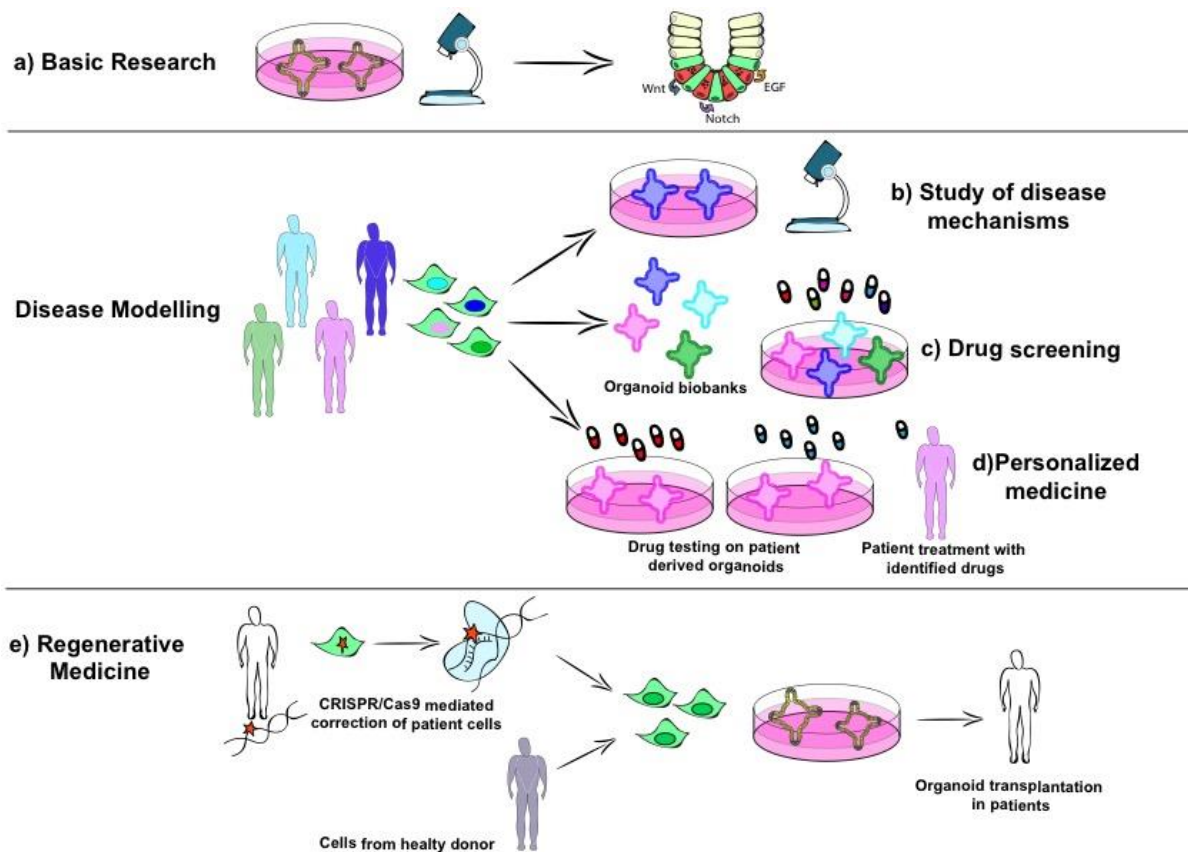 a) Basic Research
Wnt
EGF
Notch
Disease Modelling
b) Study of disease
mechanisms
Organoid biobanks
c) Drug screening
d)Personalized
medicine
Drug testing on patient
derived organoids
Patient treatment with
identified drugs
e) Regenerative
Medicine
CRISPR/Cas9 mediated
correction of patient cells
Cells from healty donor
Organoid transplantation
in patients